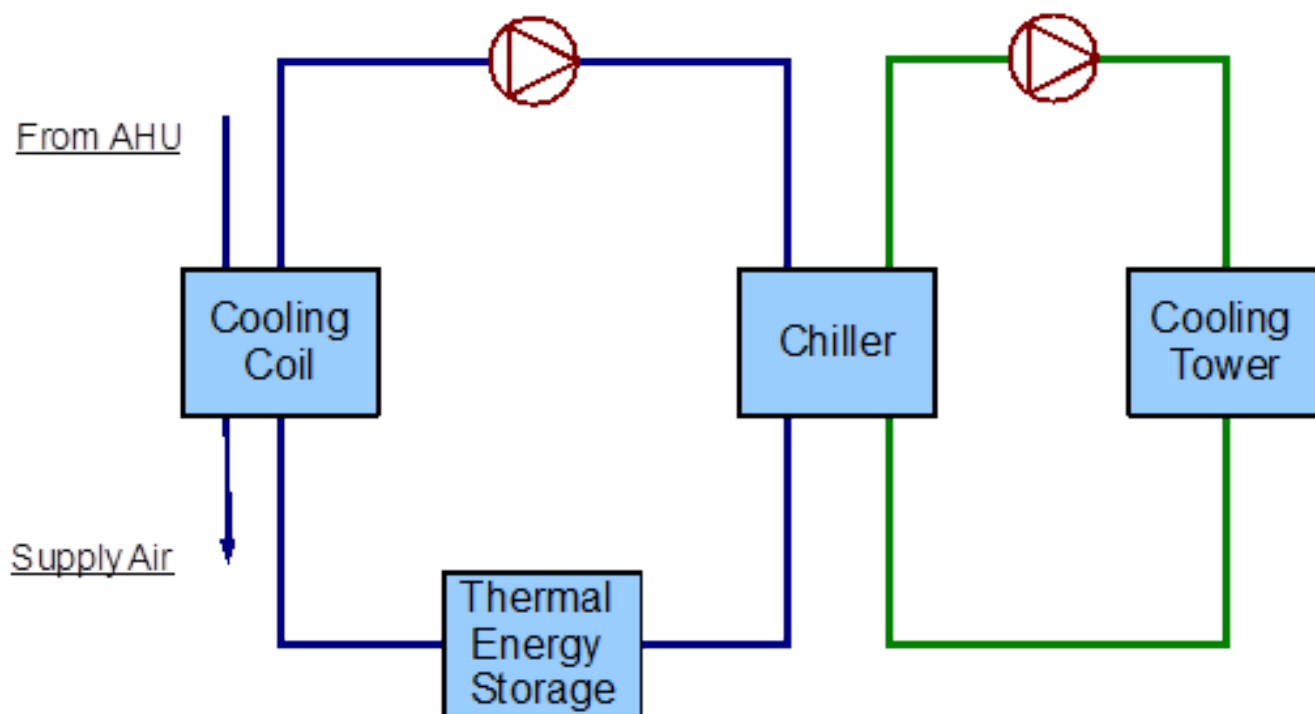 From AHU
Cooling
Coil
Chiller
Cooling
Tower
Supply Air
Thermal
Energy
Storage